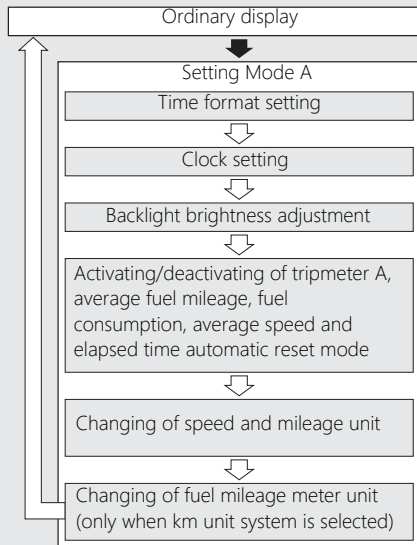 Ordinary display
Setting Mode A
Time format setting
Clock setting
Backlight brightness adjustment
Activating/deactivating of tripmeter A,
average fuel mileage, fuel
consumption, average speed and
elapsed time automatic reset mode
Changing of speed and mileage unit
Changing of fuel mileage meter unit
(only when km unit system is selected)